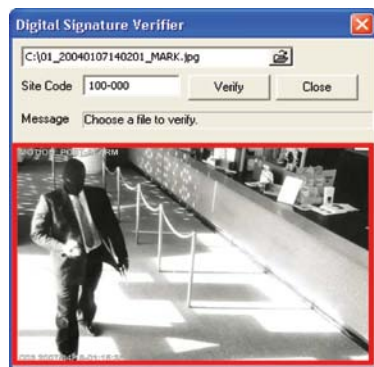 Digital Signature Verifier
C:\01_20040107140201_MARK.jpg
Site Code 100-000 Verify Close
Message Choose a file to verify.